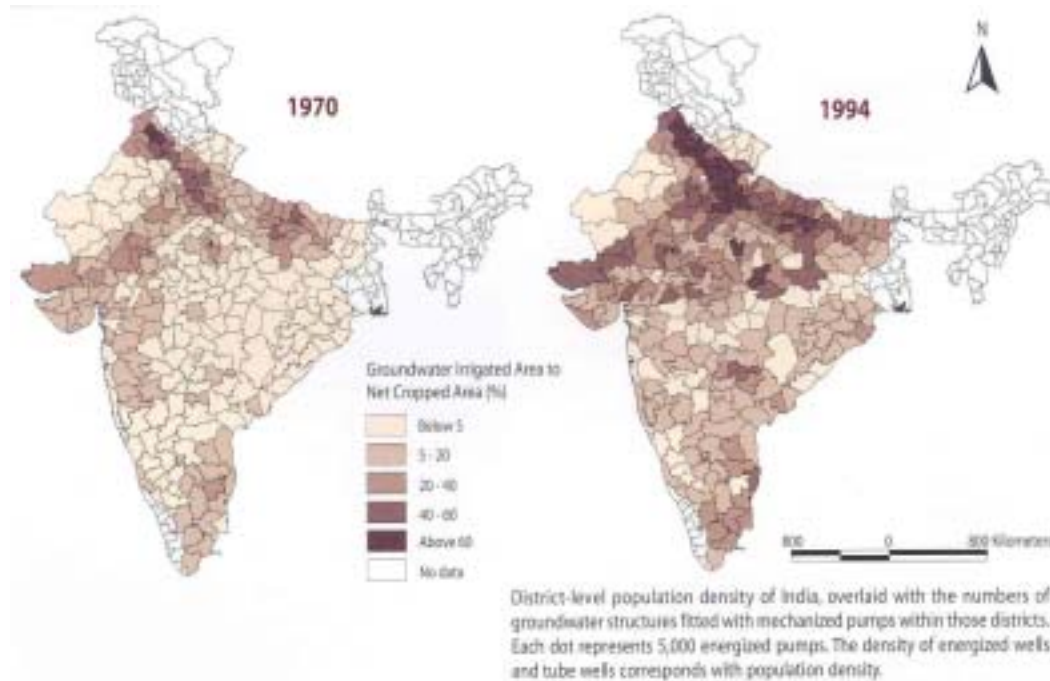 1970
1994
N
Groundwater Irrigated Area to
Net Cropped Area (%)
Below 5
5 - 20
20 - 40
40 - 60
Above 60
No data
800 0 800 Kilometers
District-level population density of India, overlaid with the numbers of
groundwater structures fitted with mechanized pumps within those districts.
Each dot represents 5,000 energized pumps. The density of energized wells
and tube wells corresponds with population density.